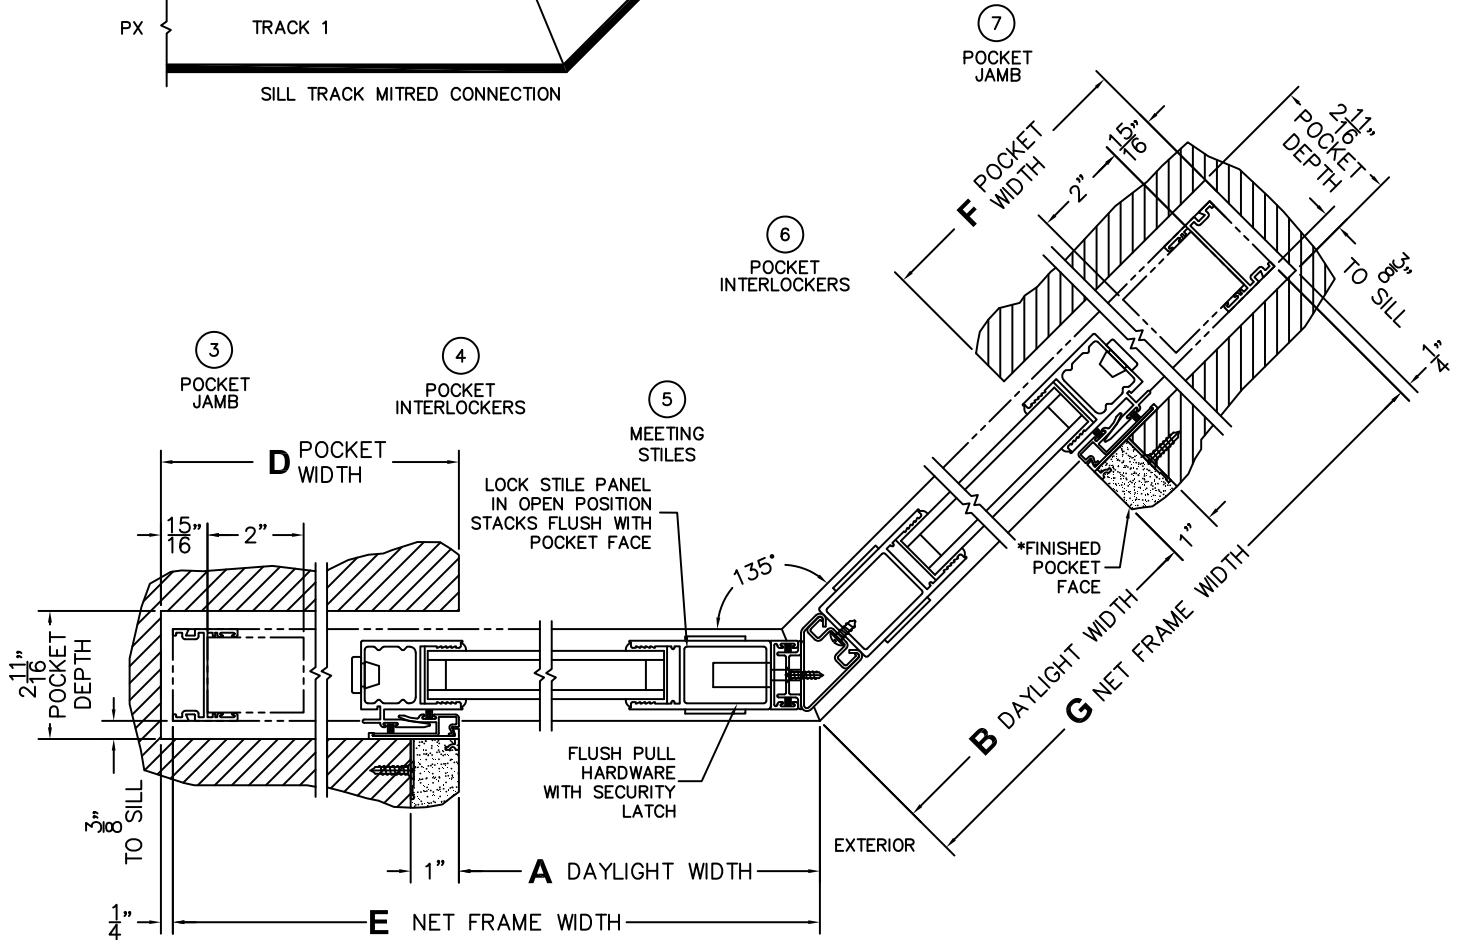 PX
TRACK 1
SILL TRACK MITRED CONNECTION
7
POCKET
JAMB
2 11/16"
POCKET
DEPTH
15/16"
2"
F POCKET
WIDTH
3/8"
TO SILL
1/4"
6
POCKET
INTERLOCKERS
3
POCKET
JAMB
4
POCKET
INTERLOCKERS
5
MEETING
STILES
D POCKET
WIDTH
LOCK STILE PANEL
IN OPEN POSITION
STACKS FLUSH WITH
POCKET FACE
15/16"
2"
135°
*FINISHED
POCKET
FACE
1"
B DAYLIGHT WIDTH
G NET FRAME WIDTH
2 11/16"
POCKET
DEPTH
3/8"
TO SILL
FLUSH PULL
HARDWARE
WITH SECURITY
LATCH
EXTERIOR
1"
A DAYLIGHT WIDTH
1/4"
E NET FRAME WIDTH